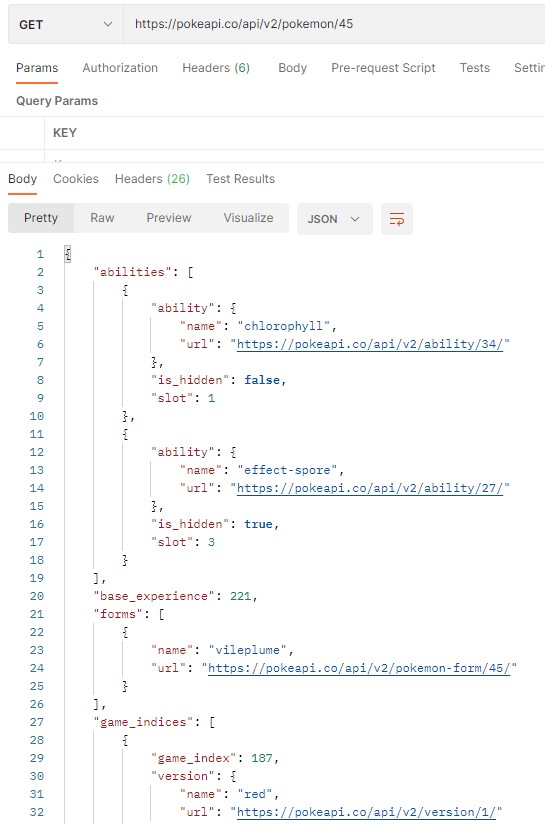 GET https://pokeapi.co/api/v2/pokemon/45
Params Authorization Headers (6) Body Pre-request Script Tests Settin
Query Params
KEY
Body Cookies Headers (26) Test Results
Pretty Raw Preview Visualize JSON
1 {
2 "abilities": [
3 {
4 "ability": {
5 "name": "chlorophyll",
6 "url": "https://pokeapi.co/api/v2/ability/34/"
7 },
8 "is_hidden": false,
9 "slot": 1
10 },
11 {
12 "ability": {
13 "name": "effect-spore",
14 "url": "https://pokeapi.co/api/v2/ability/27/"
15 },
16 "is_hidden": true,
17 "slot": 3
18 }
19 ],
20 "base_experience": 221,
21 "forms": [
22 {
23 "name": "vileplume",
24 "url": "https://pokeapi.co/api/v2/pokemon-form/45/"
25 }
26 ],
27 "game_indices": [
28 {
29 "game_index": 187,
30 "version": {
31 "name": "red",
32 "url": "https://pokeapi.co/api/v2/version/1/"